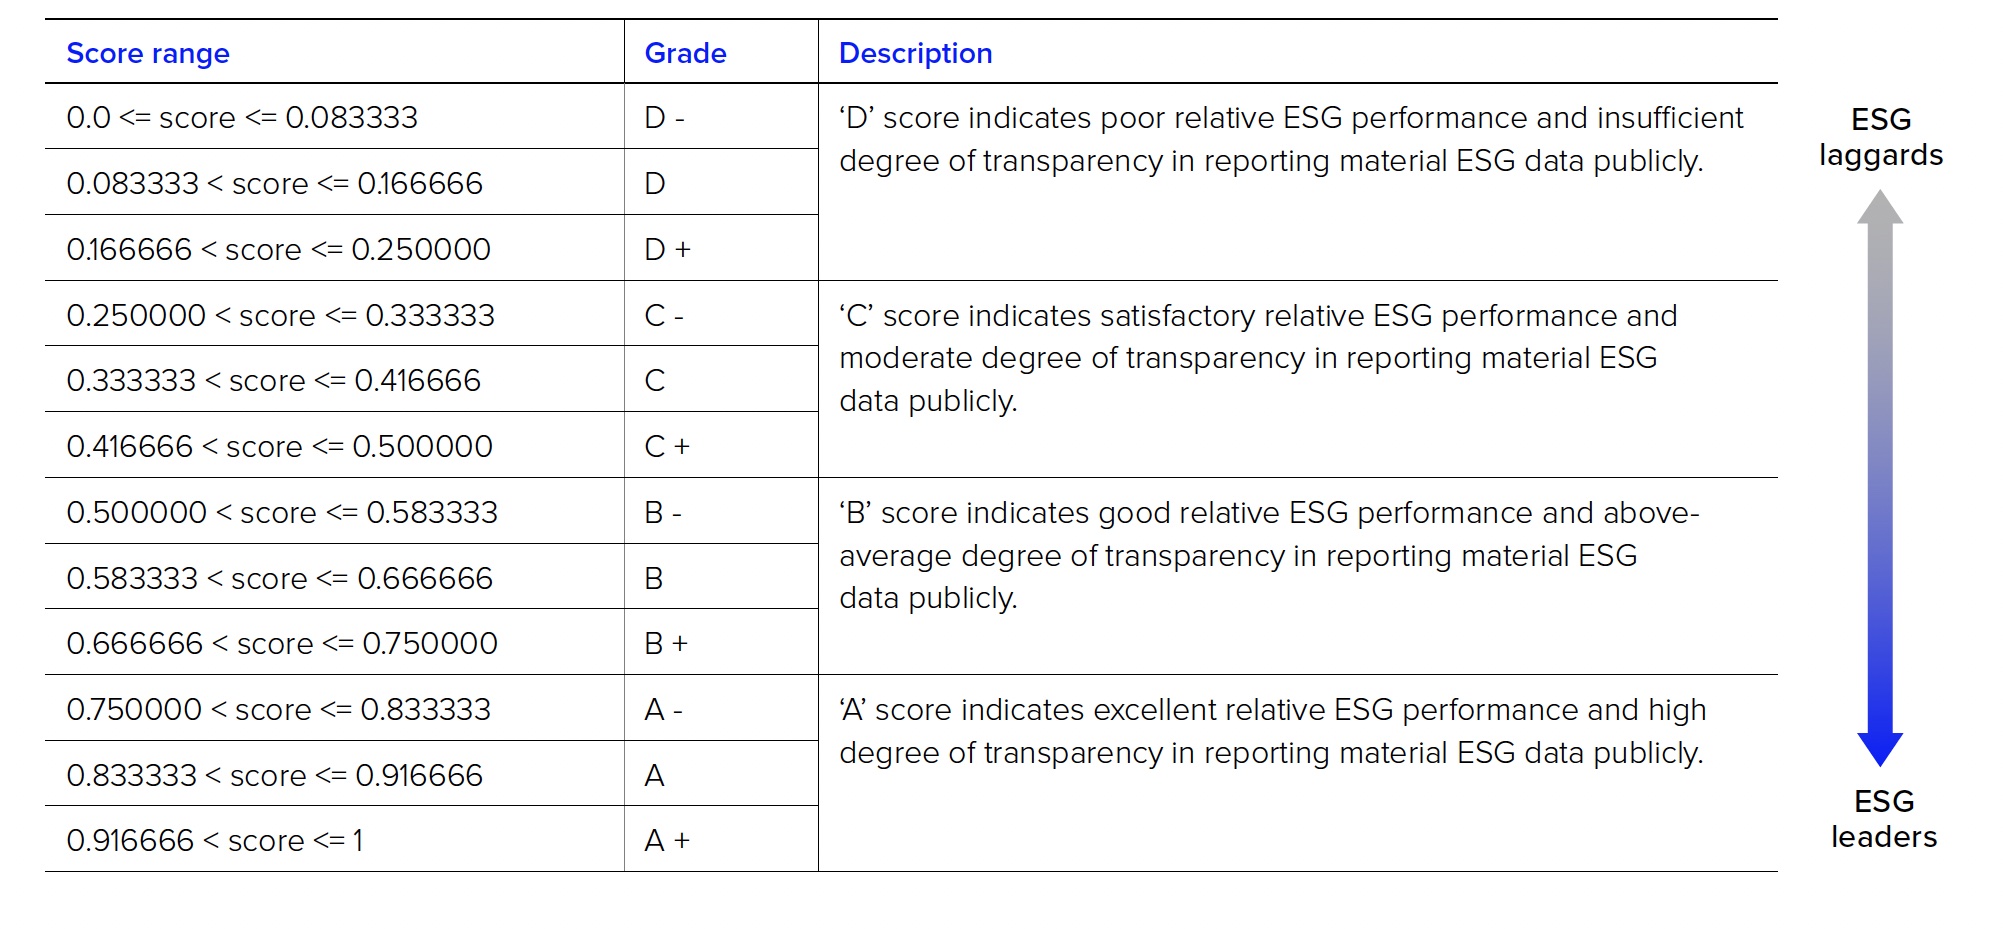 Score range Grade Description
0.0 <= score <= 0.083333 D - ‘D’ score indicates poor relative ESG performance and insufficient
degree of transparency in reporting material ESG data publicly.
0.083333 < score <= 0.166666 D
0.166666 < score <= 0.250000 D +
0.250000 < score <= 0.333333 C - ‘C’ score indicates satisfactory relative ESG performance and
moderate degree of transparency in reporting material ESG
data publicly.
0.333333 < score <= 0.416666 C
0.416666 < score <= 0.500000 C +
0.500000 < score <= 0.583333 B - ‘B’ score indicates good relative ESG performance and above-
average degree of transparency in reporting material ESG
data publicly.
0.583333 < score <= 0.666666 B
0.666666 < score <= 0.750000 B +
0.750000 < score <= 0.833333 A - ‘A’ score indicates excellent relative ESG performance and high
degree of transparency in reporting material ESG data publicly.
0.833333 < score <= 0.916666 A
0.916666 < score <= 1 A +
ESG
laggards
ESG
leaders